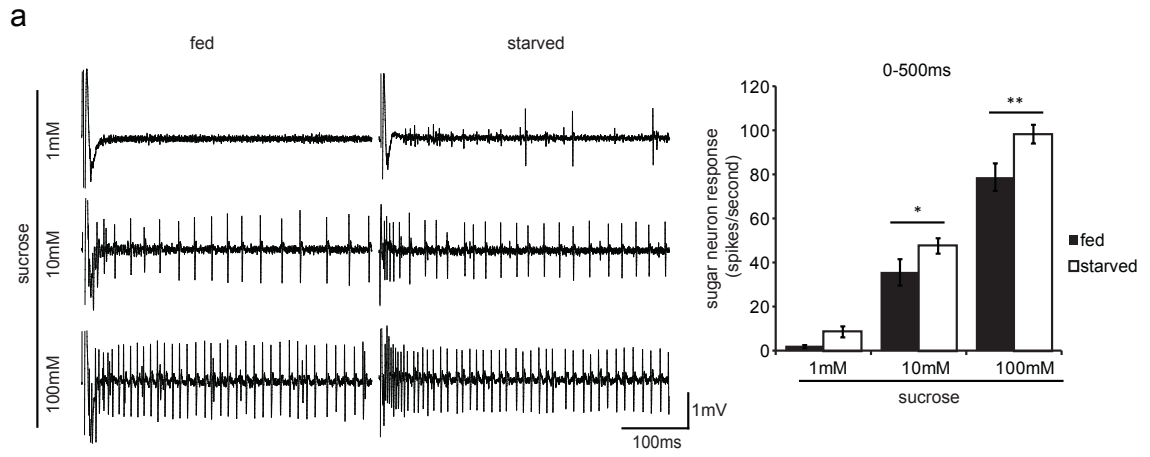 a
fed
starved
sucrose
1mM
10mM
100mM
1mV
100ms
0-500ms
sugar neuron response
(spikes/second)
120
100
80
60
40
20
0
*
**
1mM
10mM
100mM
sucrose
fed
starved